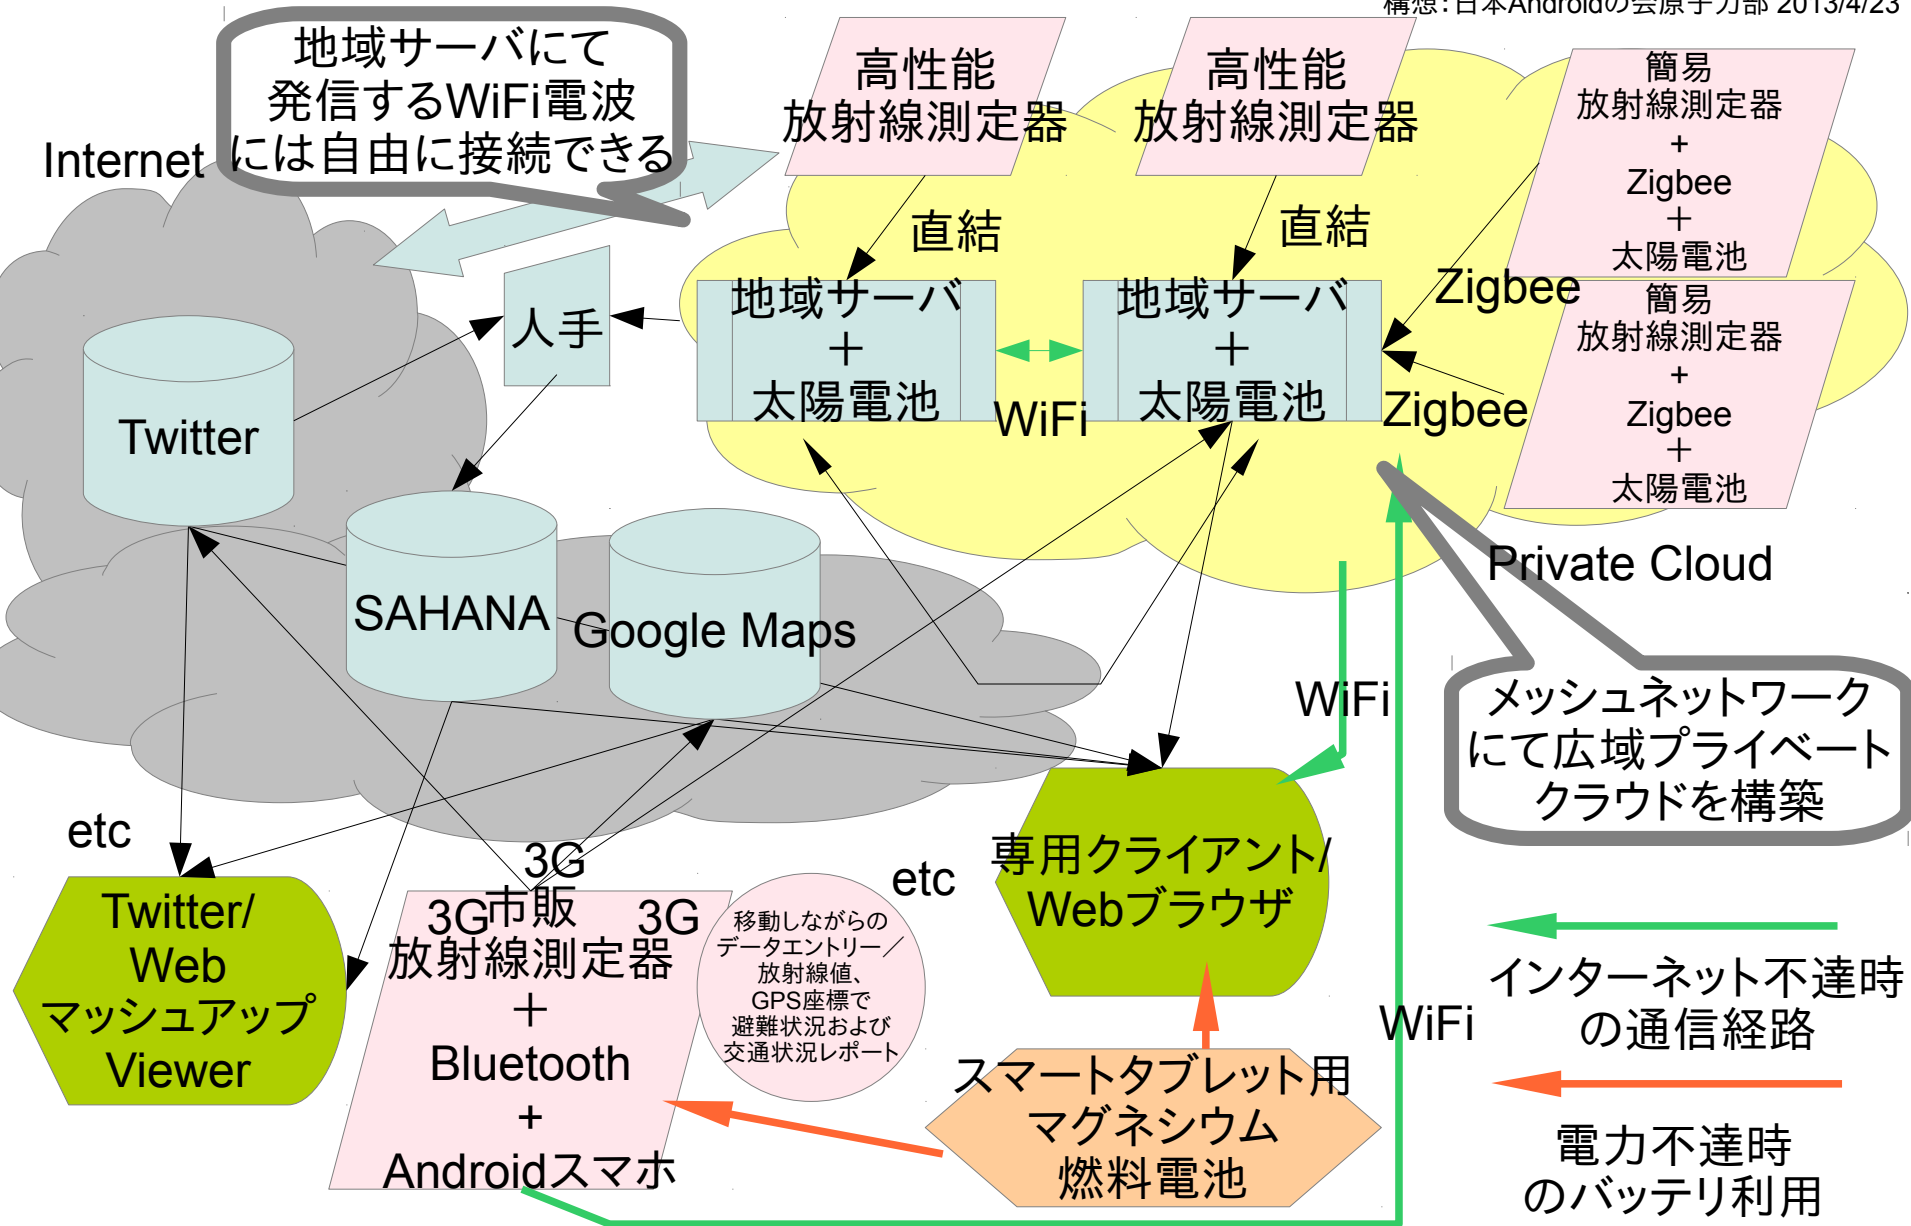 構想：日本Androidの会原子力部 2013/4/23
地域サーバにて
発信するWiFi電波
には自由に接続できる
Internet
高性能
放射線測定器
高性能
放射線測定器
簡易
放射線測定器
+
Zigbee
＋
太陽電池
直結
直結
Zigbee
人手
地域サーバ
＋
太陽電池
WiFi
地域サーバ
＋
太陽電池
Zigbee
簡易
放射線測定器
+
Zigbee
＋
太陽電池
Twitter
SAHANA
Google Maps
Private Cloud
WiFi
メッシュネットワーク
にて広域プライベート
クラウドを構築
etc
Twitter/
Web
マッシュアップ
Viewer
3G
3G
3G
市販
放射線測定器
＋
Bluetooth
+
Androidスマホ
移動しながらの
データエントリー／
放射線値、
GPS座標で
避難状況および
交通状況レポート
etc
専用クライアント/
Webブラウザ
WiFi
スマートタブレット用
マグネシウム
燃料電池
インターネット不達時
の通信経路
電力不達時
のバッテリ利用